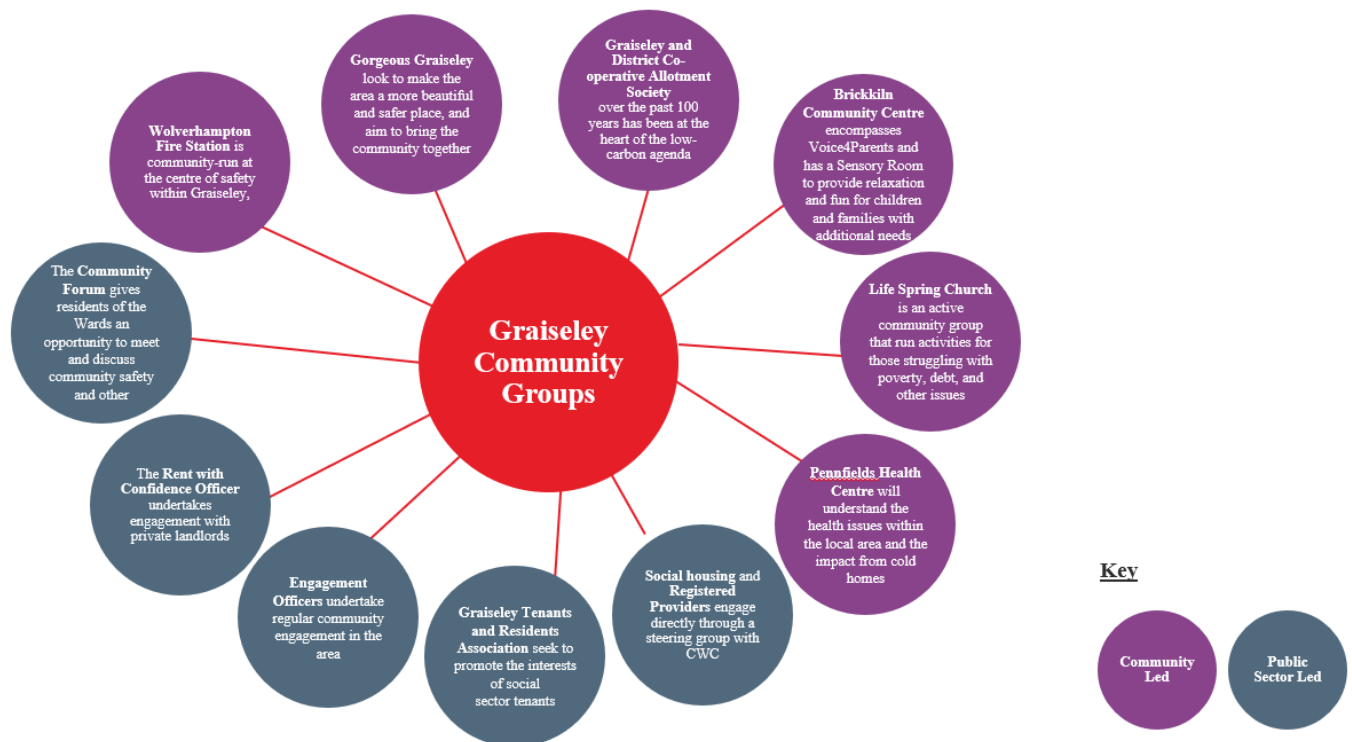 Graiseley
Community
Groups
Gorgeous Graiseley
look to make the
area a more beautiful
and safer place, and
aim to bring the
community together
Graiseley and
District Co-
operative Allotment
Society
over the past 100
years has been at the
heart of the low-
carbon agenda
Brickkiln
Community Centre
encompasses
Voice4Parents and
has a Sensory Room
to provide relaxation
and fun for children
and families with
additional needs
Life Spring Church
is an active
community group
that run activities for
those struggling with
poverty, debt, and
other issues
Pennfields Health
Centre will
understand the
health issues within
the local area and the
impact from cold
homes
Social housing and
Registered
Providers engage
directly through a
steering group with
CWC
Graiseley Tenants
and Residents
Association seek to
promote the interests
of social
sector tenants
Engagement
Officers undertake
regular community
engagement in the
area
The Rent with
Confidence Officer
undertakes
engagement with
private landlords
The Community
Forum gives
residents of the
Wards an
opportunity to meet
and discuss
community safety
and other
Wolverhampton
Fire Station is
community-run at
the centre of safety
within Graiseley,
Key
Community
Led
Public
Sector Led